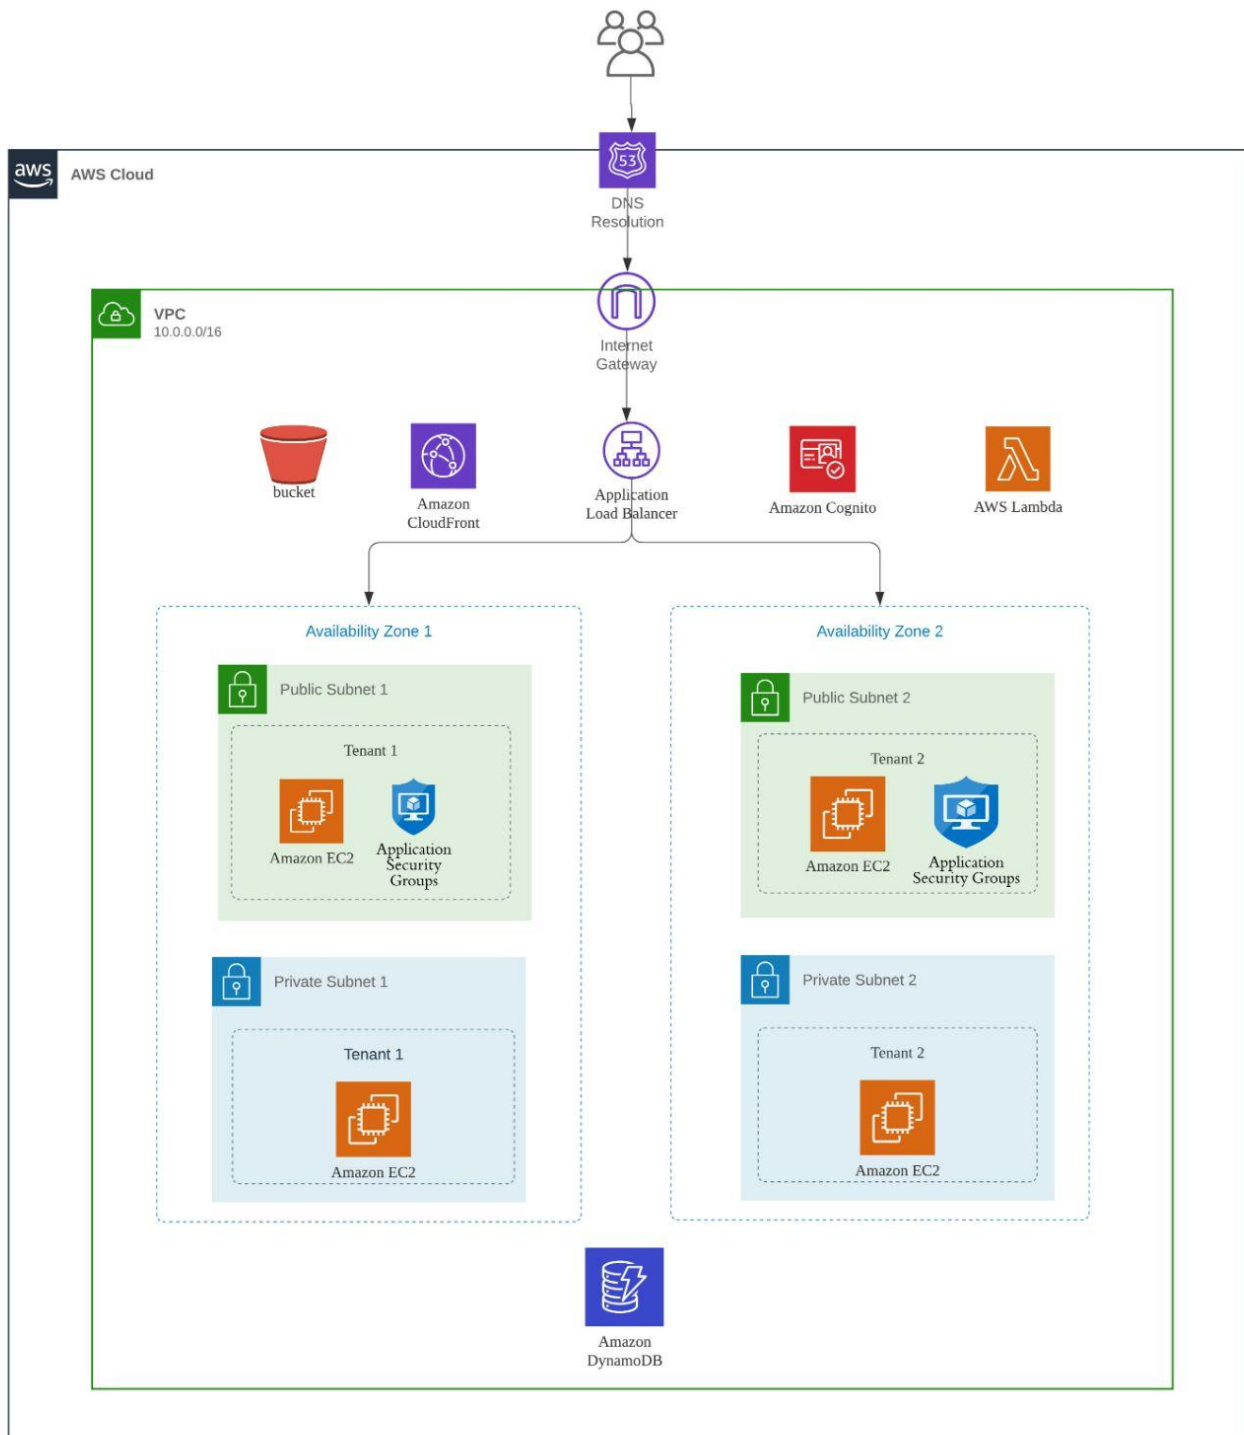 53
aws
AWS Cloud
DNS
Resolution
VPC
10.0.0.0/16
Internet
Gateway
bucket
Amazon
CloudFront
Application
Load Balancer
Amazon Cognito
AWS Lambda
Availability Zone 1
Public Subnet 1
Tenant 1
Amazon EC2
Application
Security
Groups
Private Subnet 1
Tenant 1
Amazon EC2
Availability Zone 2
Public Subnet 2
Tenant 2
Amazon EC2
Application
Security Groups
Private Subnet 2
Tenant 2
Amazon EC2
Amazon
DynamoDB